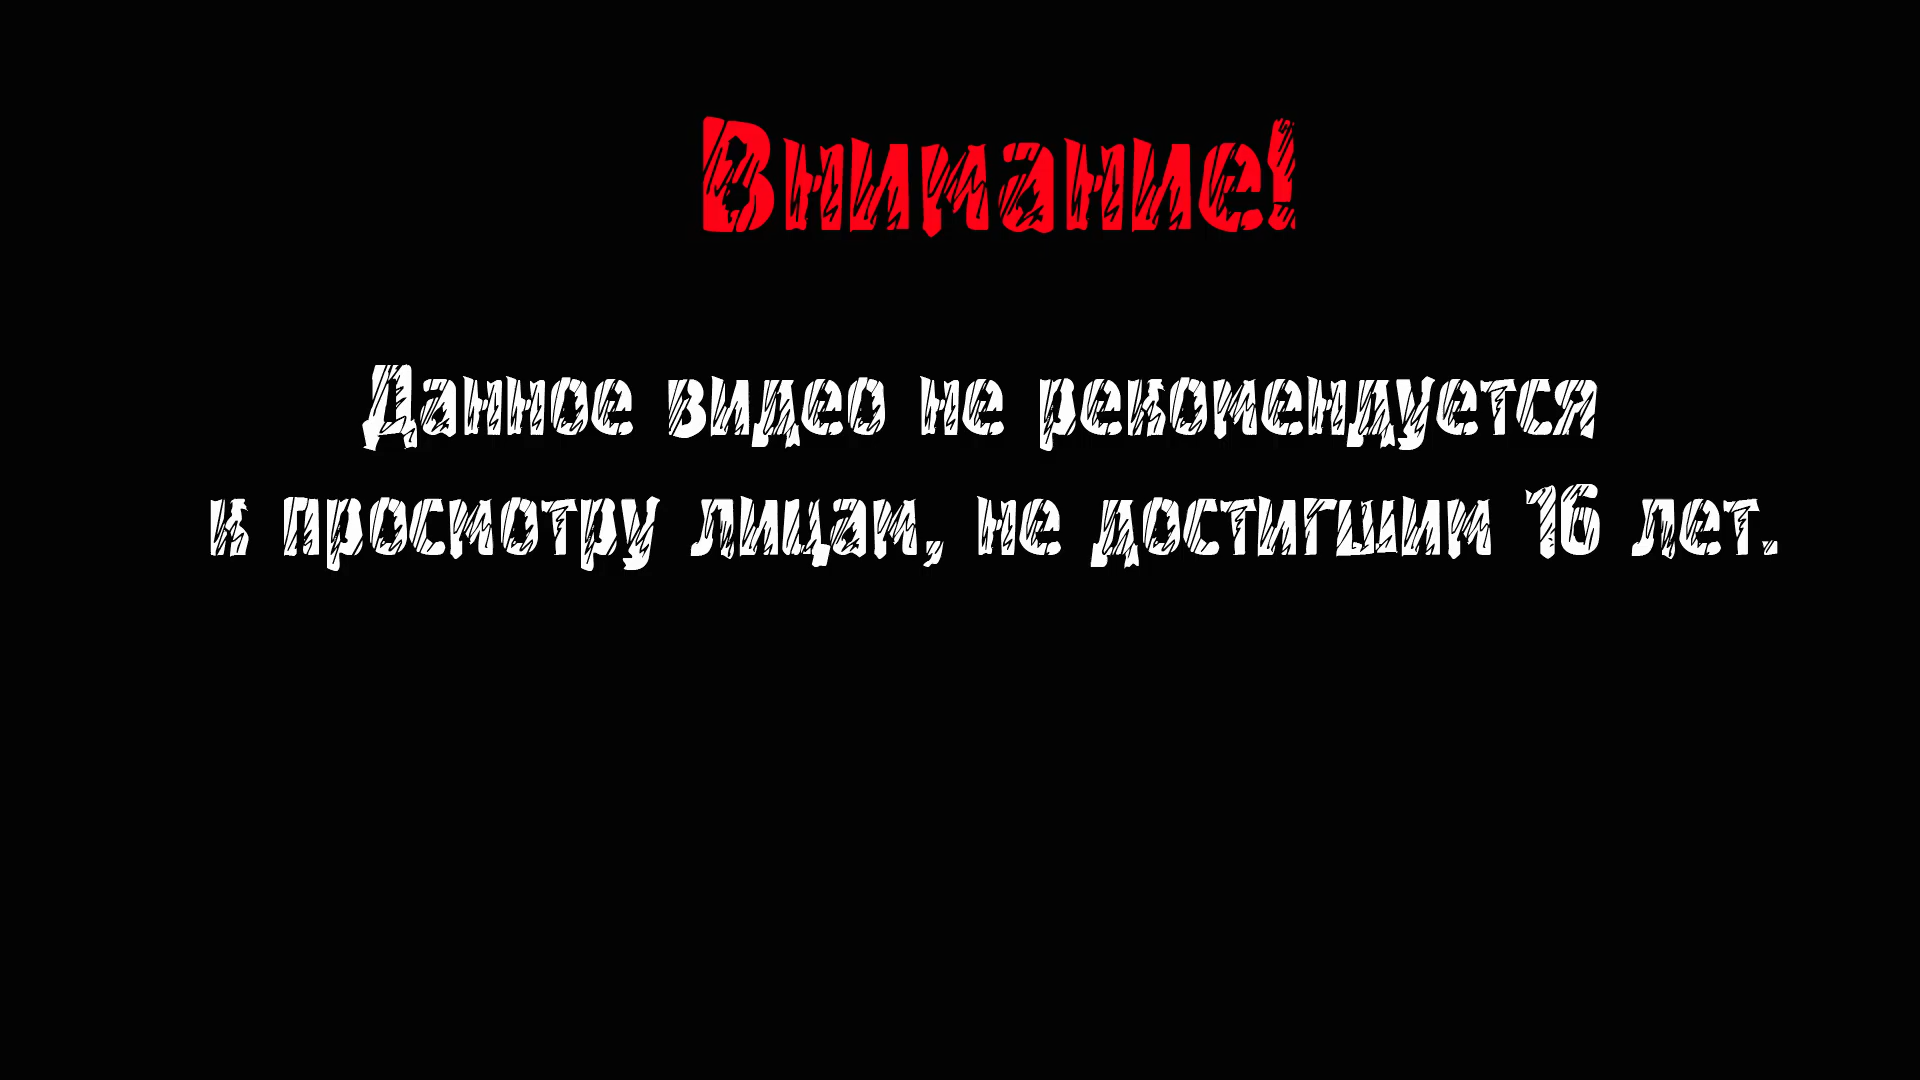 Внимание!
Данное видео не рекомендуется
к просмотру лицам, не достигшим 16 лет.